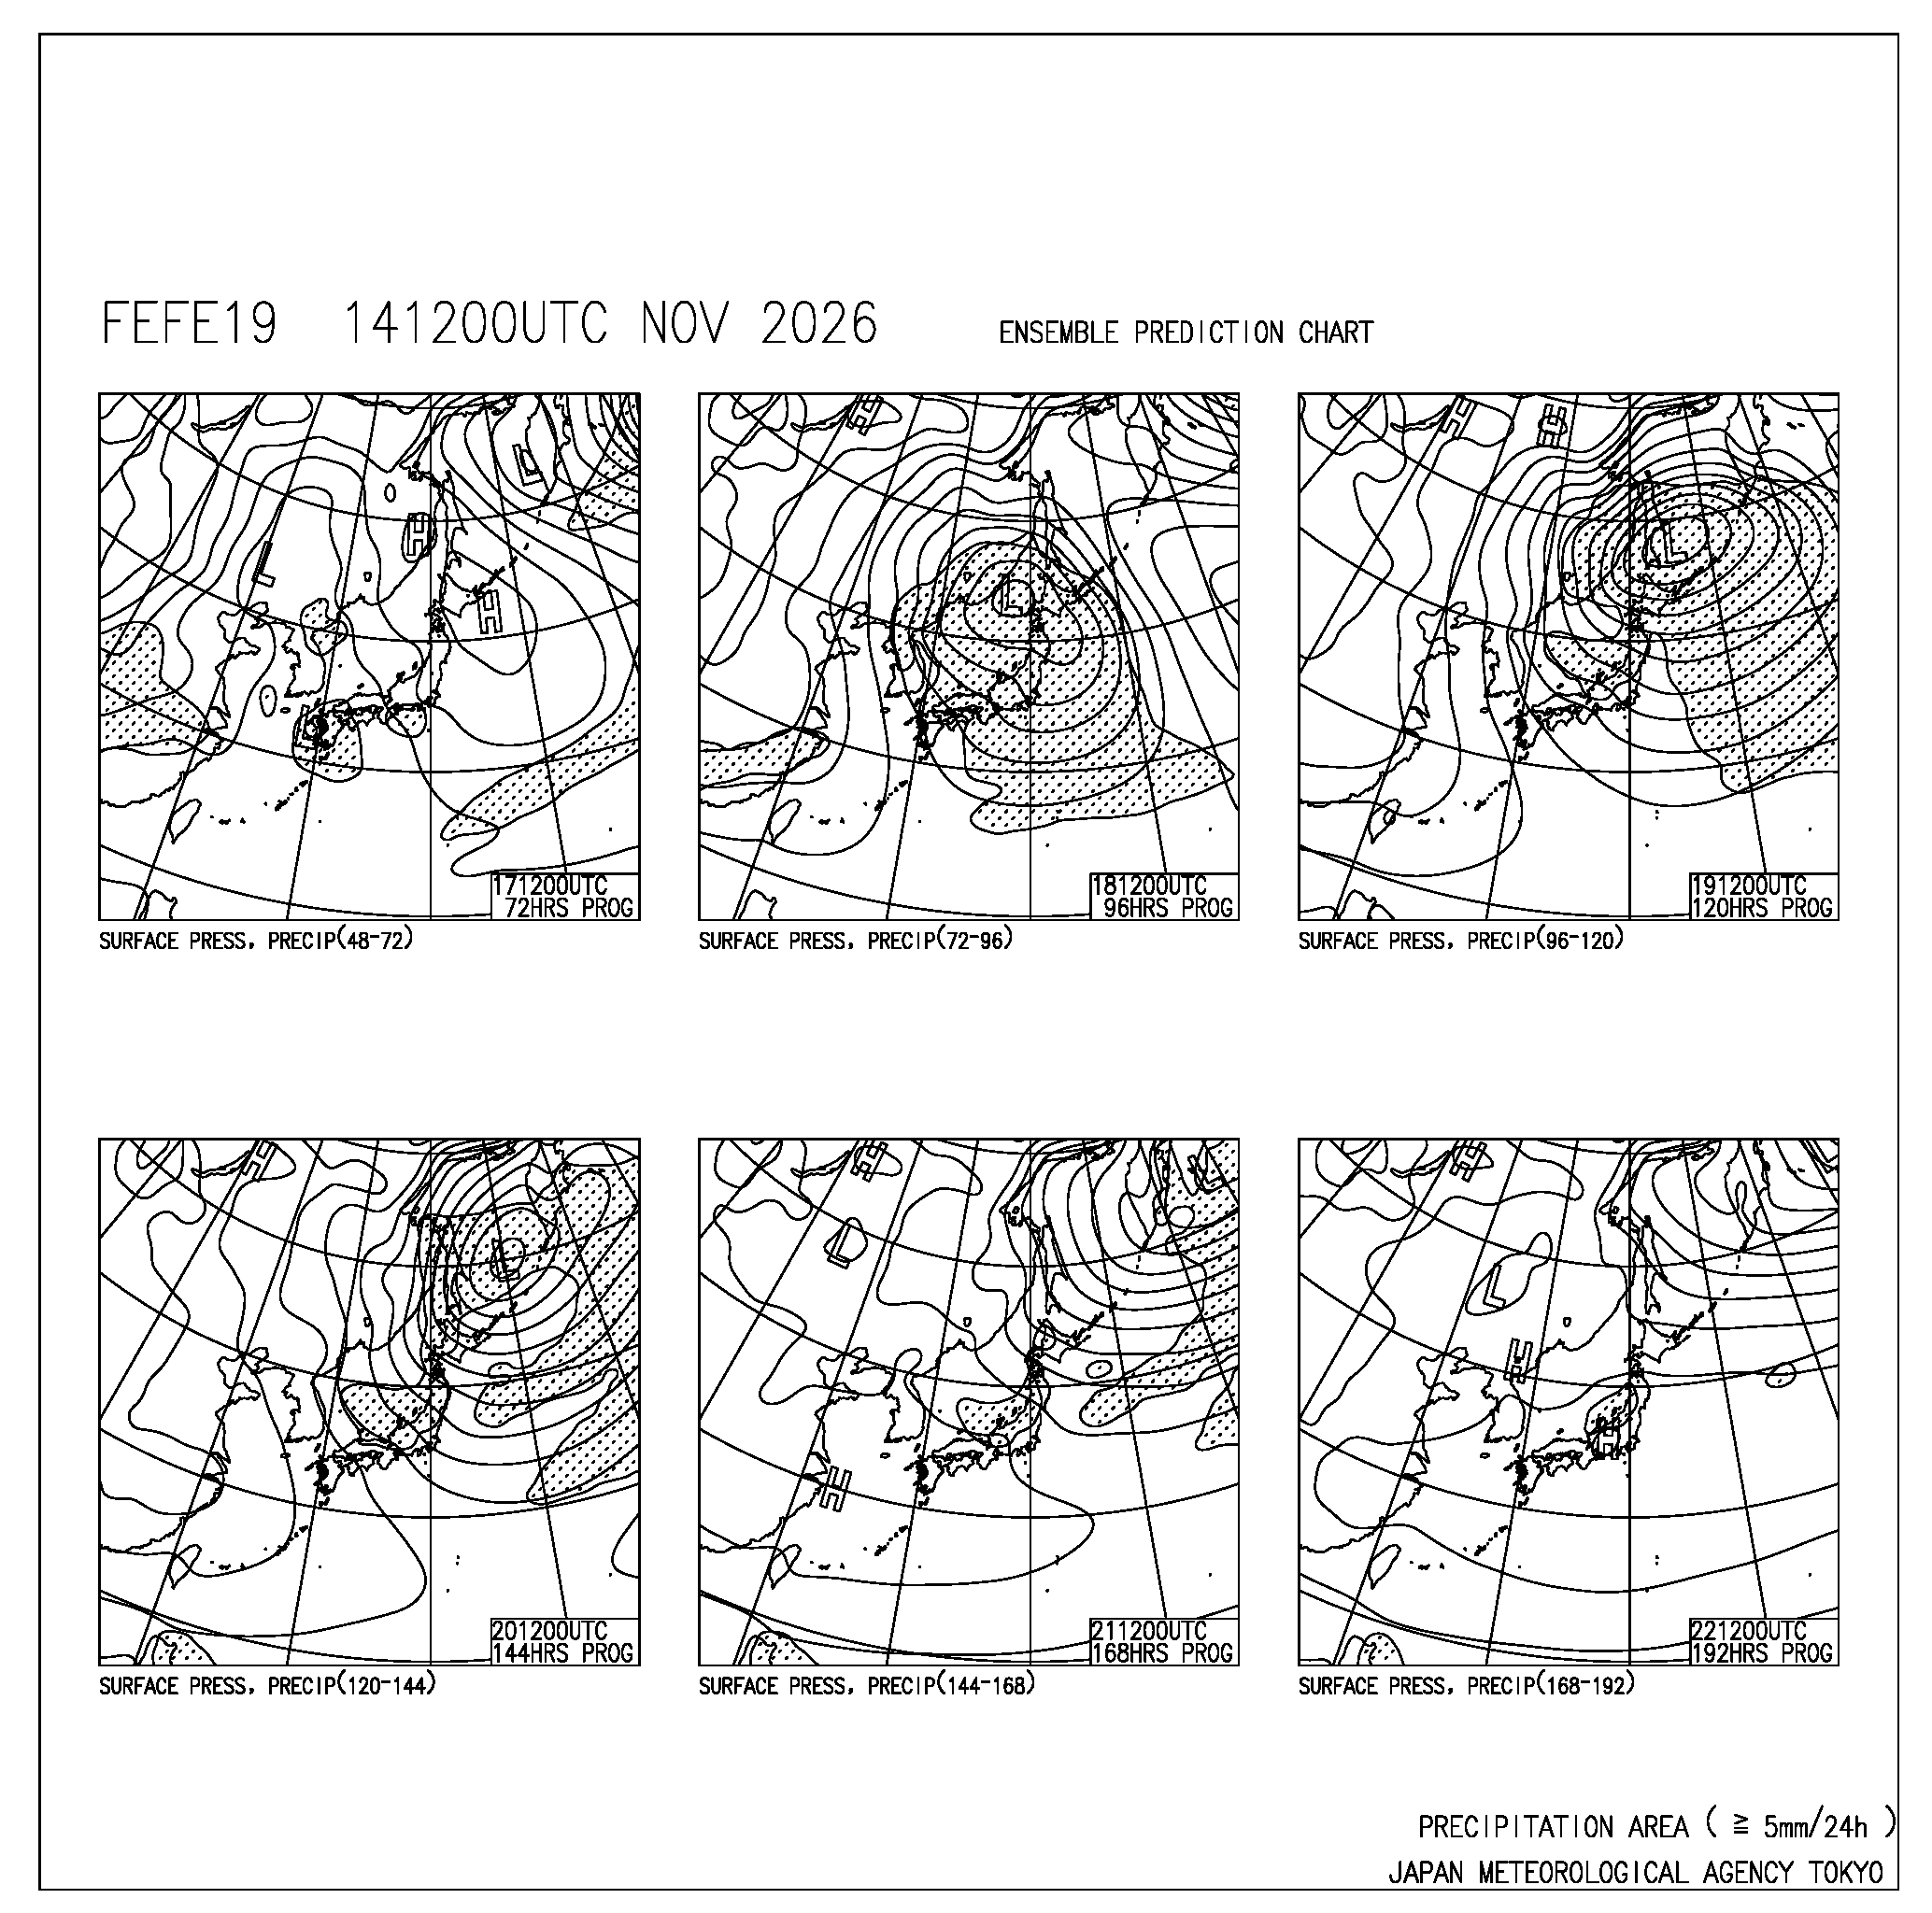 FEFE19 141200UTC NOV 2026 ENSEMBLE PREDICTION CHART
L
H
H
L
L
171200UTC
72HRS PROG
SURFACE PRESS, PRECIP(48-72)
H
L
181200UTC
96HRS PROG
SURFACE PRESS, PRECIP(72-96)
H
H
L
191200UTC
120HRS PROG
SURFACE PRESS, PRECIP(96-120)
H
L
201200UTC
144HRS PROG
SURFACE PRESS, PRECIP(120-144)
H
L
L
H
211200UTC
168HRS PROG
SURFACE PRESS, PRECIP(144-168)
H
L
H
H
221200UTC
192HRS PROG
SURFACE PRESS, PRECIP(168-192)
PRECIPITATION AREA ( ≧ 5mm/24h )
JAPAN METEOROLOGICAL AGENCY TOKYO